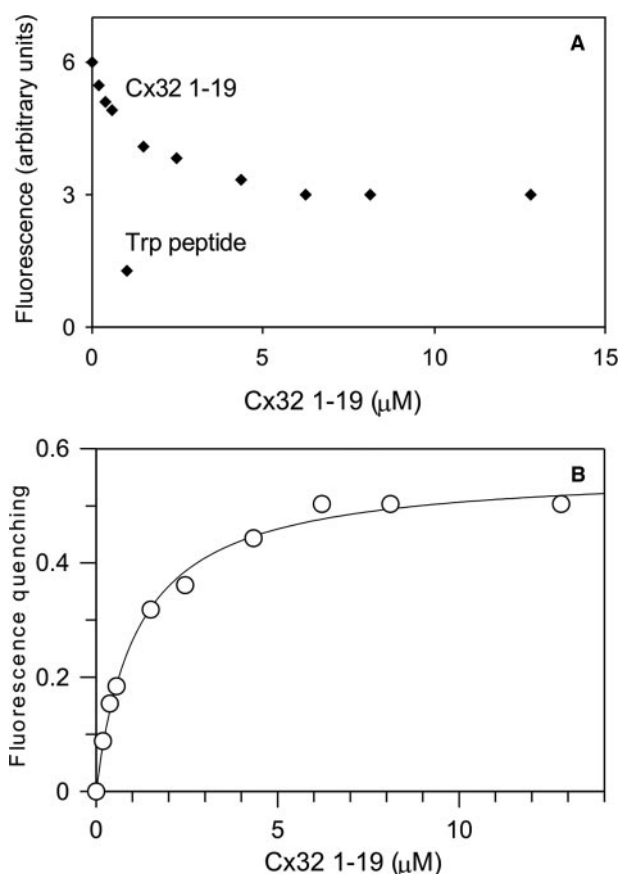 A
Fluorescence (arbitrary units)
6
3
0
Cx32 1-19
Trp peptide
0
5
10
15
Cx32 1-19 (μM)
B
Fluorescence quenching
0.6
0.4
0.2
0
0
5
10
Cx32 1-19 (μM)